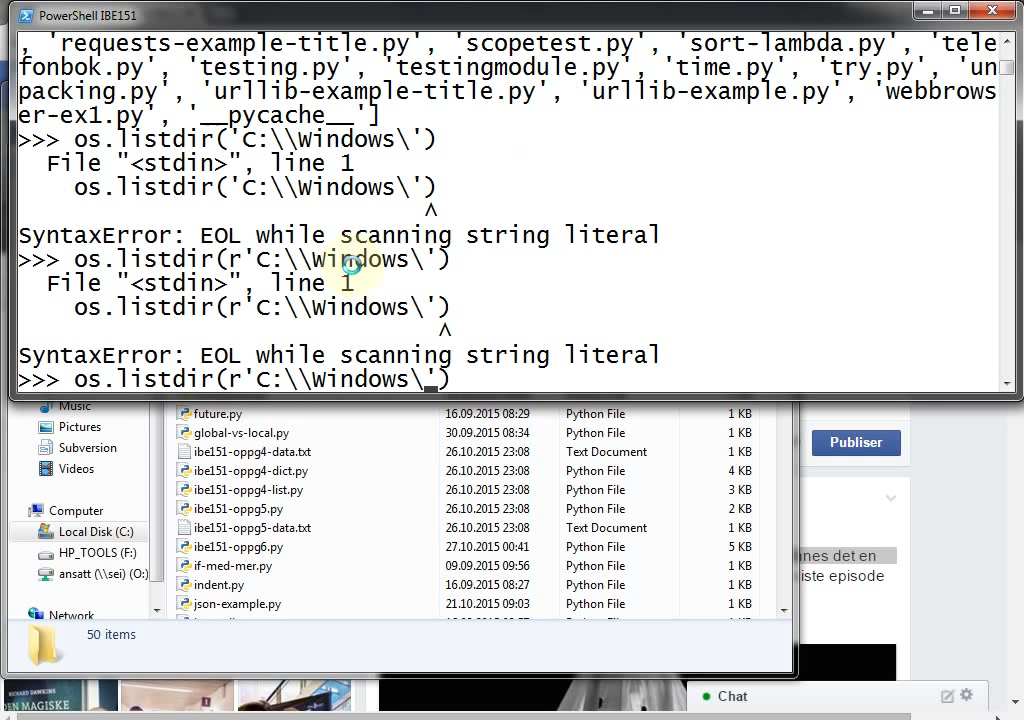 PowerShell IBE151
, 'requests-example-title.py', 'scopetest.py', 'sort-lambda.py', 'tele
fonbok.py', 'testing.py', 'testingmodule.py', 'time.py', 'try.py', 'un
packing.py', 'urllib-example-title.py', 'urllib-example.py', 'webbrows
er-ex1.py', '__pycache__']
>>> os.listdir('C:\\Windows\')
File "<stdin>", line 1
os.listdir('C:\\Windows\')
^
SyntaxError: EOL while scanning string literal
>>> os.listdir(r'C:\\Windows\')
File "<stdin>", line 1
os.listdir(r'C:\\Windows\')
^
SyntaxError: EOL while scanning string literal
>>> os.listdir(r'C:\\Windows\')
Music
Pictures
Subversion
Videos
Computer
Local Disk (C:)
HP_TOOLS (F:)
ansatt (\\sei) (O:)
Network
future.py 16.09.2015 08:29 Python File 1 KB
global-vs-local.py 30.09.2015 08:34 Python File 1 KB
ibe151-oppg4-data.txt 26.10.2015 23:08 Text Document 1 KB
ibe151-oppg4-dict.py 26.10.2015 23:08 Python File 4 KB
ibe151-oppg4-list.py 26.10.2015 23:08 Python File 3 KB
ibe151-oppg5.py 26.10.2015 23:08 Python File 2 KB
ibe151-oppg5-data.txt 26.10.2015 23:08 Text Document 1 KB
ibe151-oppg6.py 27.10.2015 00:41 Python File 5 KB
if-med-mer.py 09.09.2015 09:56 Python File 1 KB
indent.py 16.09.2015 08:27 Python File 1 KB
json-example.py 21.10.2015 09:03 Python File 1 KB
50 items
Publiser
nnes det en
iste episode
RICHARD DAWKINS
DEN MAGISKE
Chat